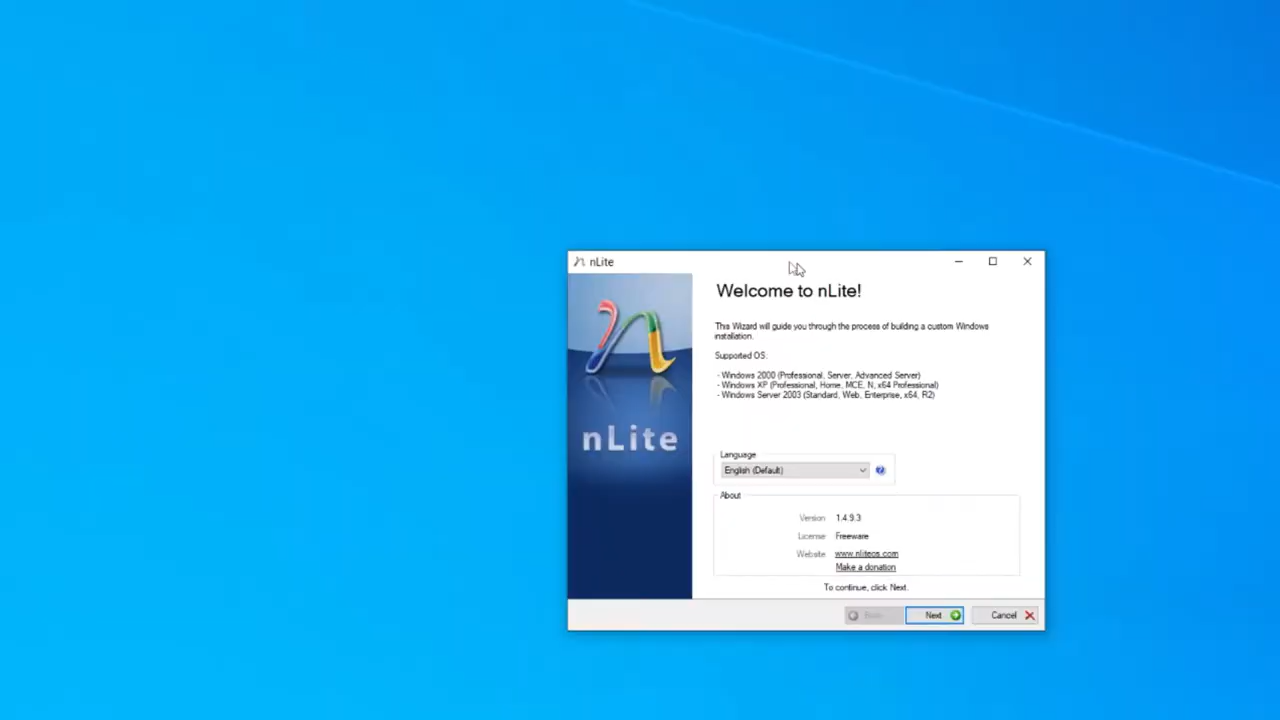 nLite
Welcome to nLite!
This Wizard will guide you through the process of building a custom Windows
installation.
Supported OS:
- Windows 2000 (Professional, Server, Advanced Server)
- Windows XP (Professional, Home, MCE, N, x64 Professional)
- Windows Server 2003 (Standard, Web, Enterprise, x64, R2)
nLite
Language
English (Default)
About
Version 1.4.9.3
License Freeware
Website www.nliteos.com
Make a donation
To continue, click Next.
Back Next Cancel